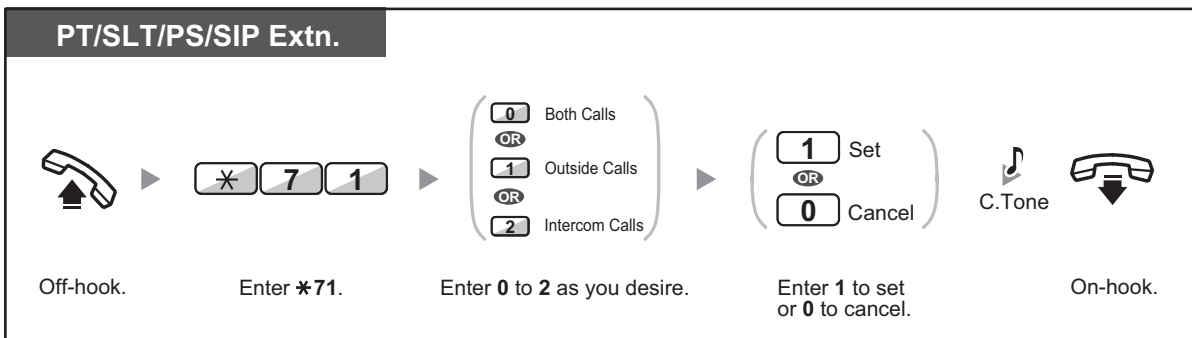 PT/SLT/PS/SIP Extn.
0 Both Calls
OR
1 Outside Calls
OR
2 Intercom Calls
* 7 1
1 Set
OR
0 Cancel
C.Tone
Off-hook.
Enter *71.
Enter 0 to 2 as you desire.
Enter 1 to set
or 0 to cancel.
On-hook.